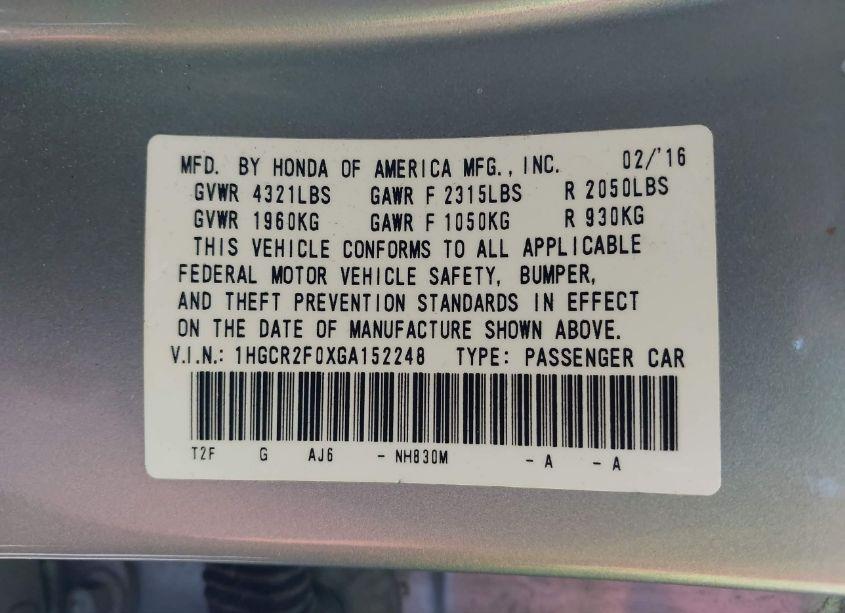 MFD. BY HONDA OF AMERICA MFG., INC. 02/'16
GVWR 4321LBS GAWR F 2315LBS R 2050LBS
GVWR 1960KG GAWR F 1050KG R 930KG
THIS VEHICLE CONFORMS TO ALL APPLICABLE
FEDERAL MOTOR VEHICLE SAFETY, BUMPER,
AND THEFT PREVENTION STANDARDS IN EFFECT
ON THE DATE OF MANUFACTURE SHOWN ABOVE.
V.I.N.: 1HGCR2F0XGA152248 TYPE: PASSENGER CAR
T2F G AJ6 - NH830M - A - A